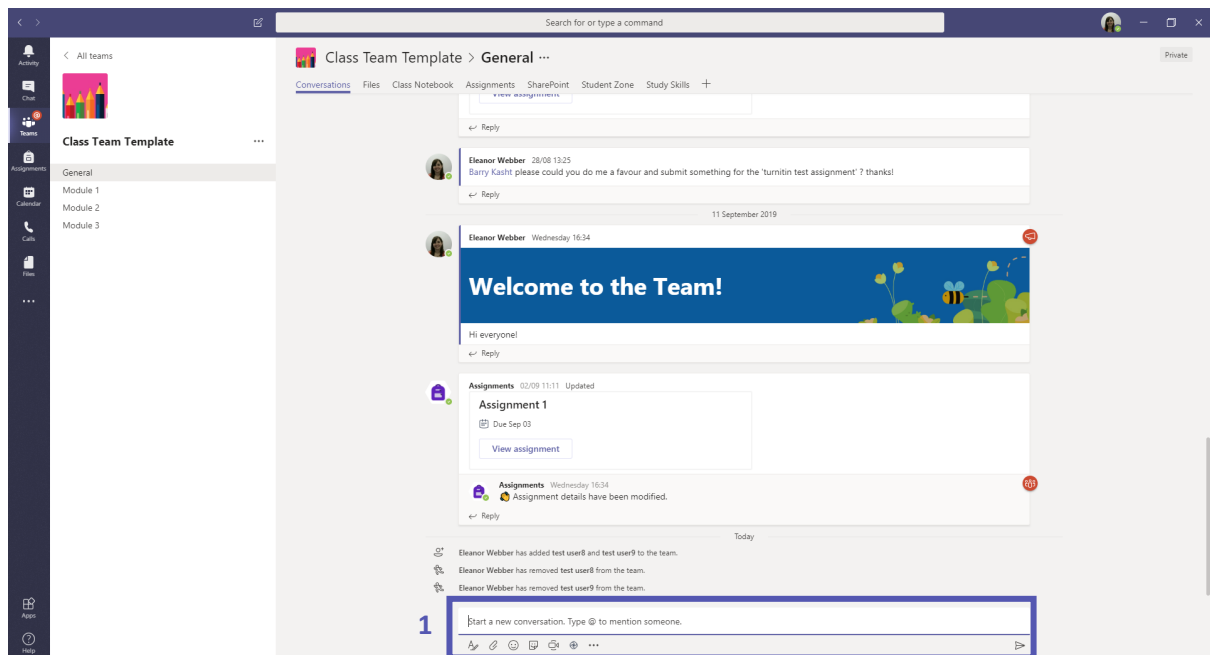 Search for or type a command
Activity
Chat
Teams
Assignments
Calendar
Calls
Files
Apps
Help
All teams
Class Team Template
General
Module 1
Module 2
Module 3
Class Team Template > General
Private
Conversations Files Class Notebook Assignments SharePoint Student Zone Study Skills
View assignment
Reply
Eleanor Webber 28/08 13:25
Barry Kasht please could you do me a favour and submit something for the 'turnitin test assignment' ? thanks!
Reply
11 September 2019
Eleanor Webber Wednesday 16:34
Welcome to the Team!
Hi everyone!
Reply
Assignments 02/09 11:11 Updated
Assignment 1
Due Sep 03
View assignment
Assignments Wednesday 16:34
Assignment details have been modified.
Reply
Today
Eleanor Webber has added test user8 and test user9 to the team.
Eleanor Webber has removed test user8 from the team.
Eleanor Webber has removed test user9 from the team.
1
Start a new conversation. Type @ to mention someone.